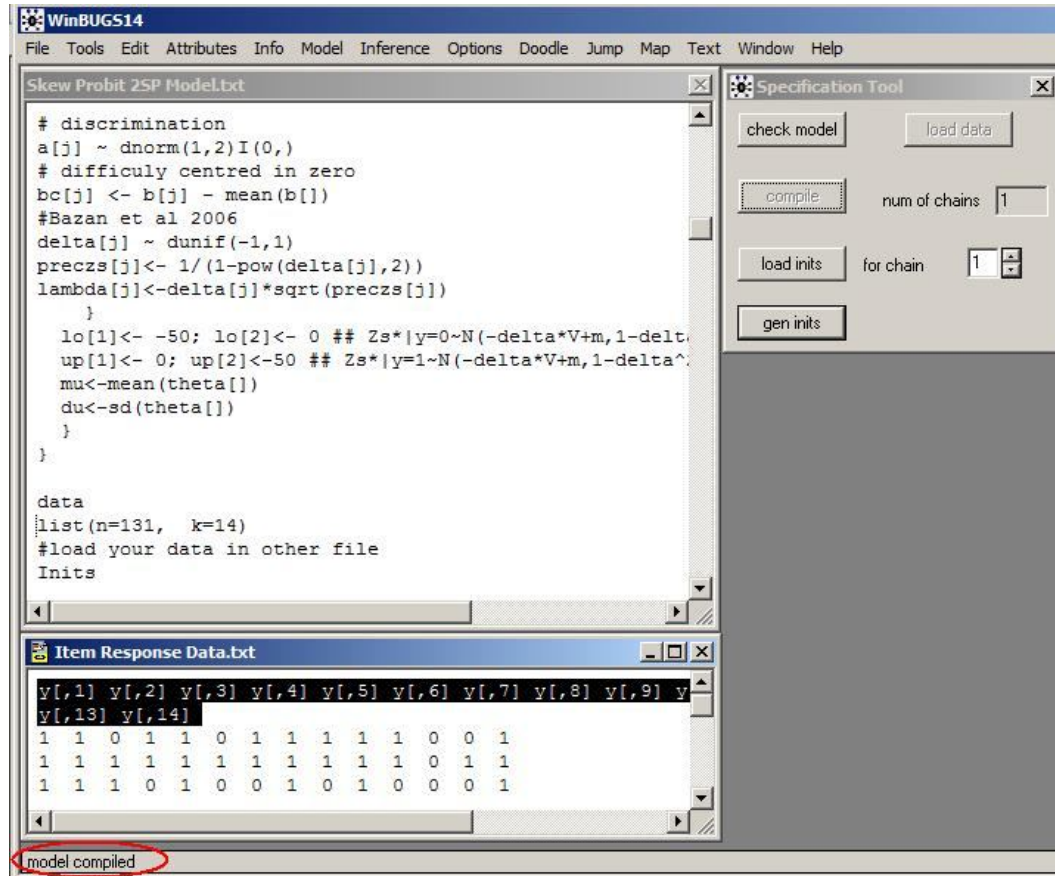 WinBUGS14
File Tools Edit Attributes Info Model Inference Options Doodle Jump Map Text Window Help
Skew Probit 2SP Model.txt
# discrimination
a[j] ~ dnorm(1,2)I(0,)
# difficuly centred in zero
bc[j] <- b[j] - mean(b[])
#Bazan et al 2006
delta[j] ~ dunif(-1,1)
preczs[j]<- 1/(1-pow(delta[j],2))
lambda[j]<-delta[j]*sqrt(preczs[j])
}
lo[1]<- -50; lo[2]<- 0 ## Zs*|y=0~N(-delta*V+m,1-delt
up[1]<- 0; up[2]<-50 ## Zs*|y=1~N(-delta*V+m,1-delta^
mu<-mean(theta[])
du<-sd(theta[])
}
}
data
list(n=131, k=14)
#load your data in other file
Inits
Specification Tool
check model load data
compile num of chains 1
load inits for chain 1
gen inits
Item Response Data.txt
y[,1] y[,2] y[,3] y[,4] y[,5] y[,6] y[,7] y[,8] y[,9] y
y[,13] y[,14]
1 1 0 1 1 0 1 1 1 1 1 0 0 1
1 1 1 1 1 1 1 1 1 1 1 0 1 1
1 1 1 0 1 0 0 1 0 1 0 0 0 1
model compiled